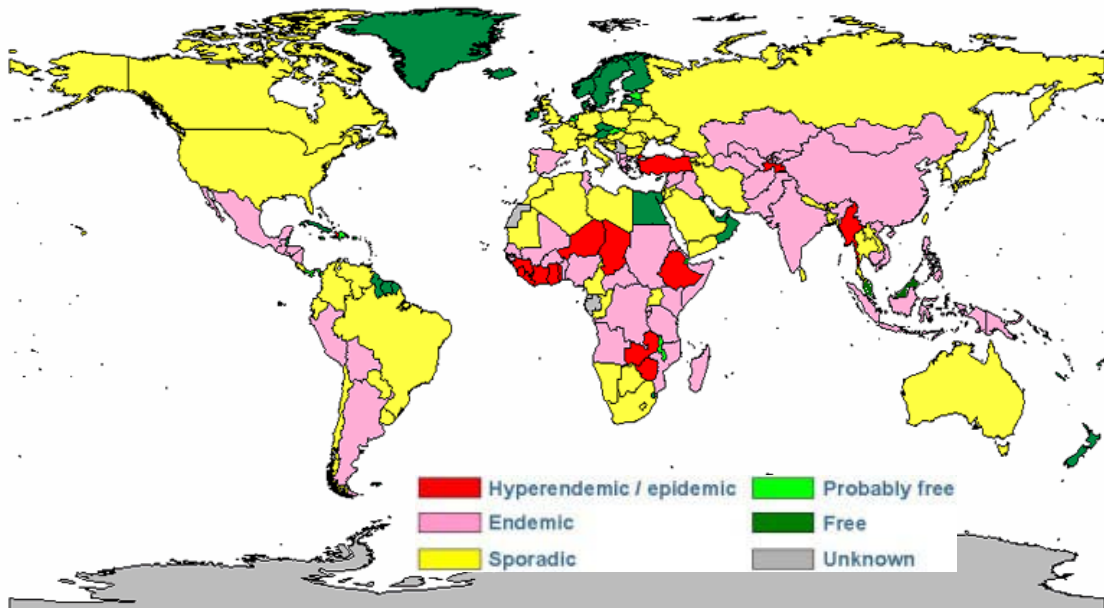 Hyperendemic / epidemic
Endemic
Sporadic
Probably free
Free
Unknown